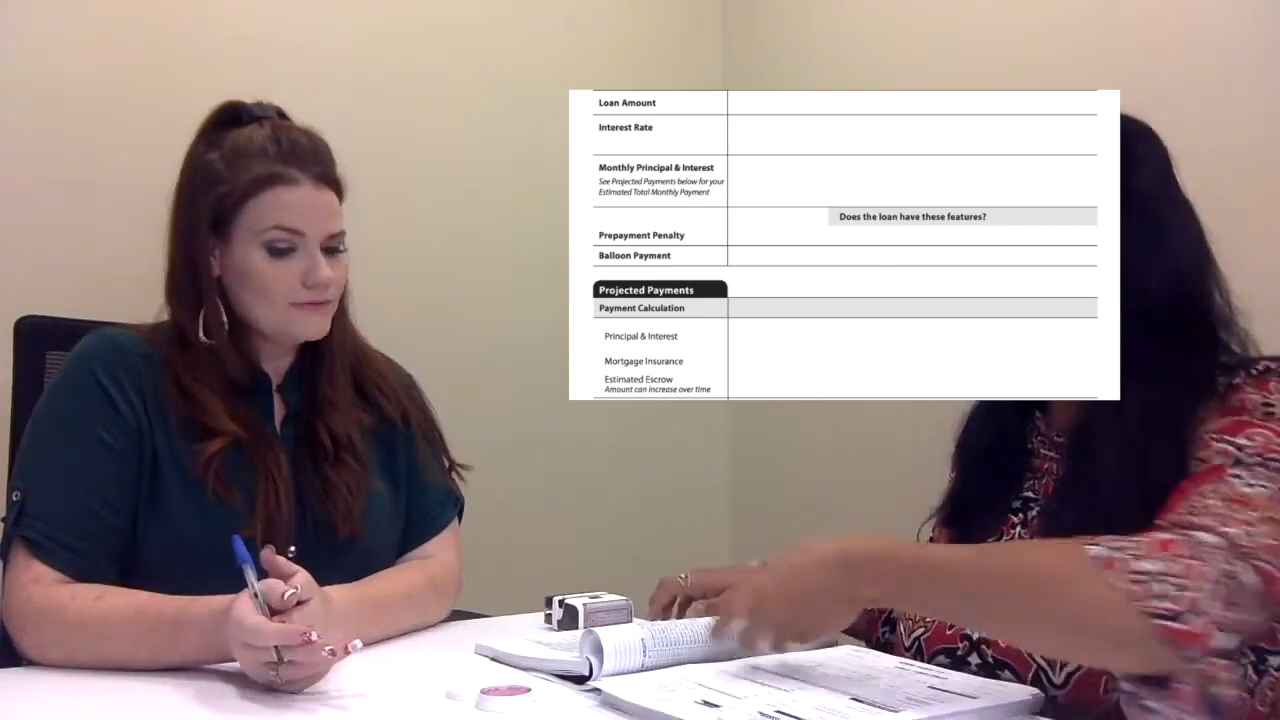 Loan Amount
Interest Rate
Monthly Principal & Interest
See Projected Payments below for your
Estimated Total Monthly Payment
Does the loan have these features?
Prepayment Penalty
Balloon Payment
Projected Payments
Payment Calculation
Principal & Interest
Mortgage Insurance
Estimated Escrow
Amount can increase over time